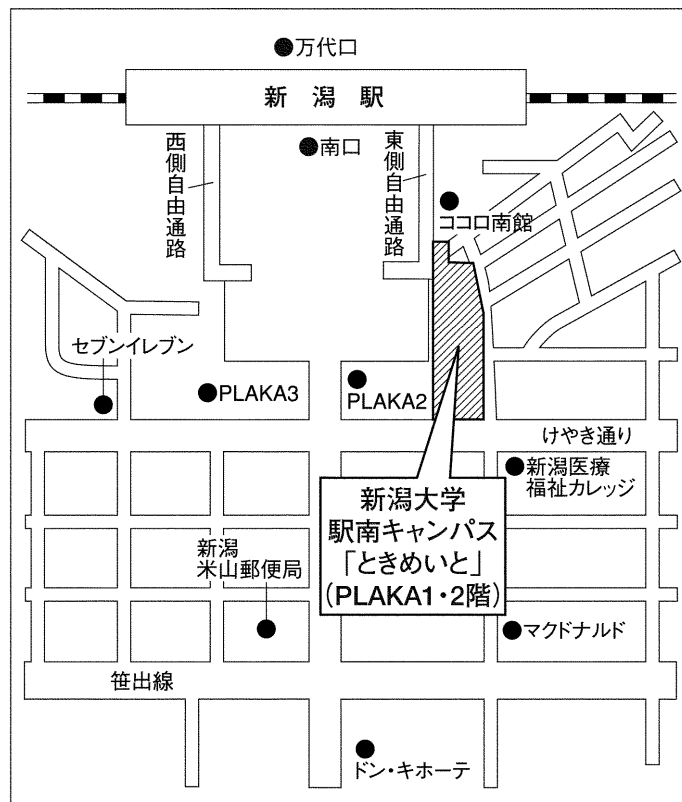 万代口
新潟駅
南口
西側自由通路
東側自由通路
ココロ南館
セブンイレブン
PLAKA3
PLAKA2
けやき通り
新潟医療
福祉カレッジ
新潟大学
駅南キャンパス
「ときめいと」
(PLAKA1・2階)
新潟
米山郵便局
マクドナルド
笹出線
ドン・キホーテ